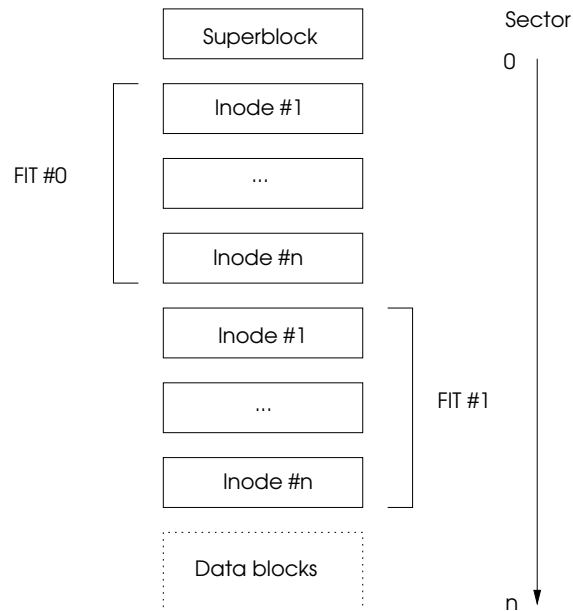 Sector
Superblock
0
Inode #1
FIT #0
...
Inode #n
Inode #1
...
FIT #1
Inode #n
Data blocks
n